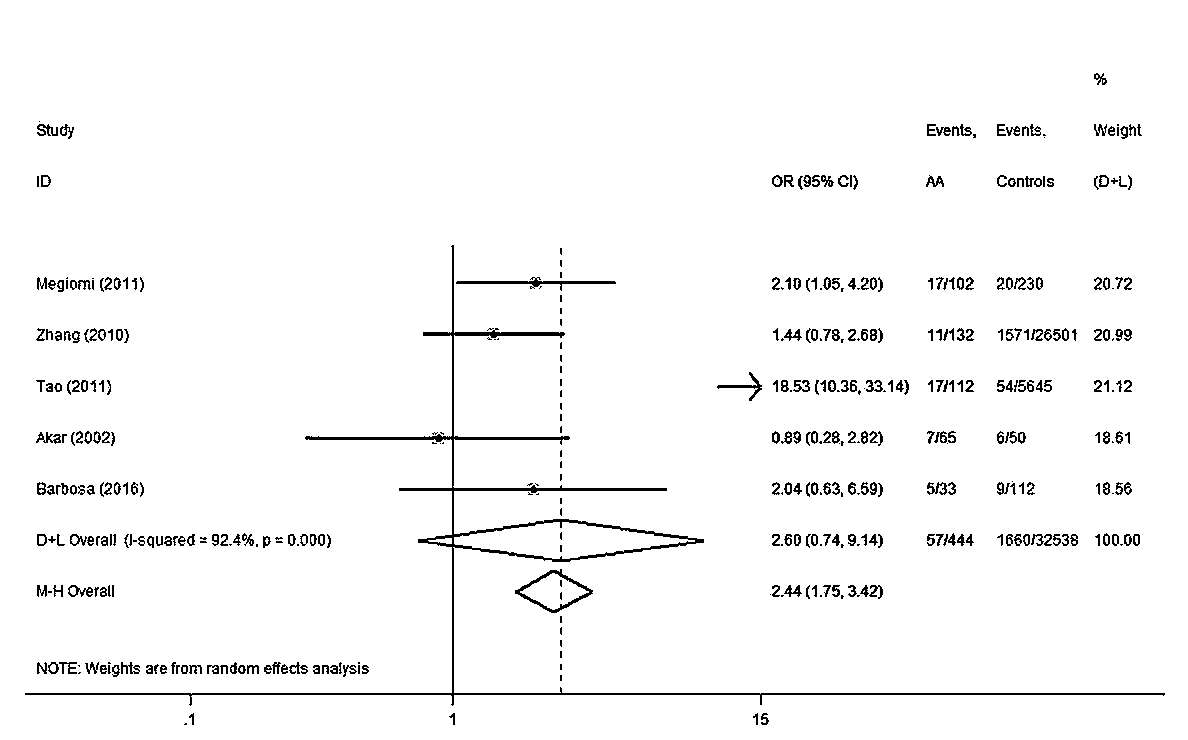 %
Study Events, Events, Weight
ID OR (95% CI) AA Controls (D+L)
Megiorni (2011) 2.10 (1.05, 4.20) 17/102 20/230 20.72
Zhang (2010) 1.44 (0.78, 2.68) 11/132 1571/26501 20.99
Tao (2011) 18.53 (10.36, 33.14) 17/112 54/5645 21.12
Akar (2002) 0.89 (0.28, 2.82) 7/65 6/50 18.61
Barbosa (2016) 2.04 (0.63, 6.59) 5/33 9/112 18.56
D+L Overall (I-squared = 92.4%, p = 0.000) 2.60 (0.74, 9.14) 57/444 1660/32538 100.00
M-H Overall 2.44 (1.75, 3.42)
NOTE: Weights are from random effects analysis
.1 1 15